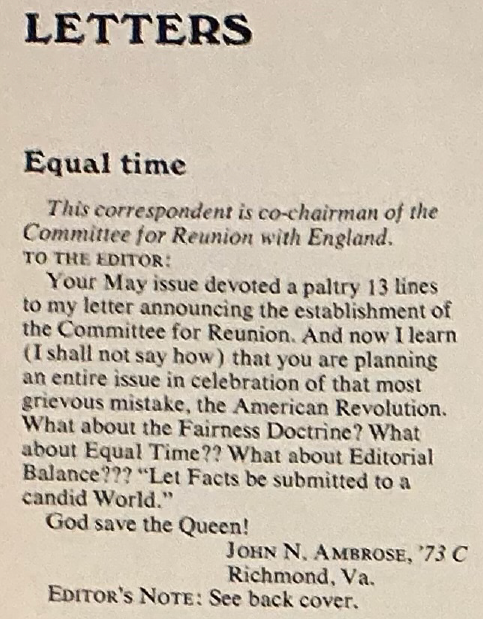 LETTERS
Equal time
This correspondent is co-chairman of the
Committee for Reunion with England.
TO THE EDITOR:
Your May issue devoted a paltry 13 lines
to my letter announcing the establishment of
the Committee for Reunion. And now I learn
(I shall not say how) that you are planning
an entire issue in celebration of that most
grievous mistake, the American Revolution.
What about the Fairness Doctrine? What
about Equal Time?? What about Editorial
Balance??? “Let Facts be submitted to a
candid World.”
God save the Queen!
JOHN N. AMBROSE, ’73 C
Richmond, Va.
EDITOR’S NOTE: See back cover.